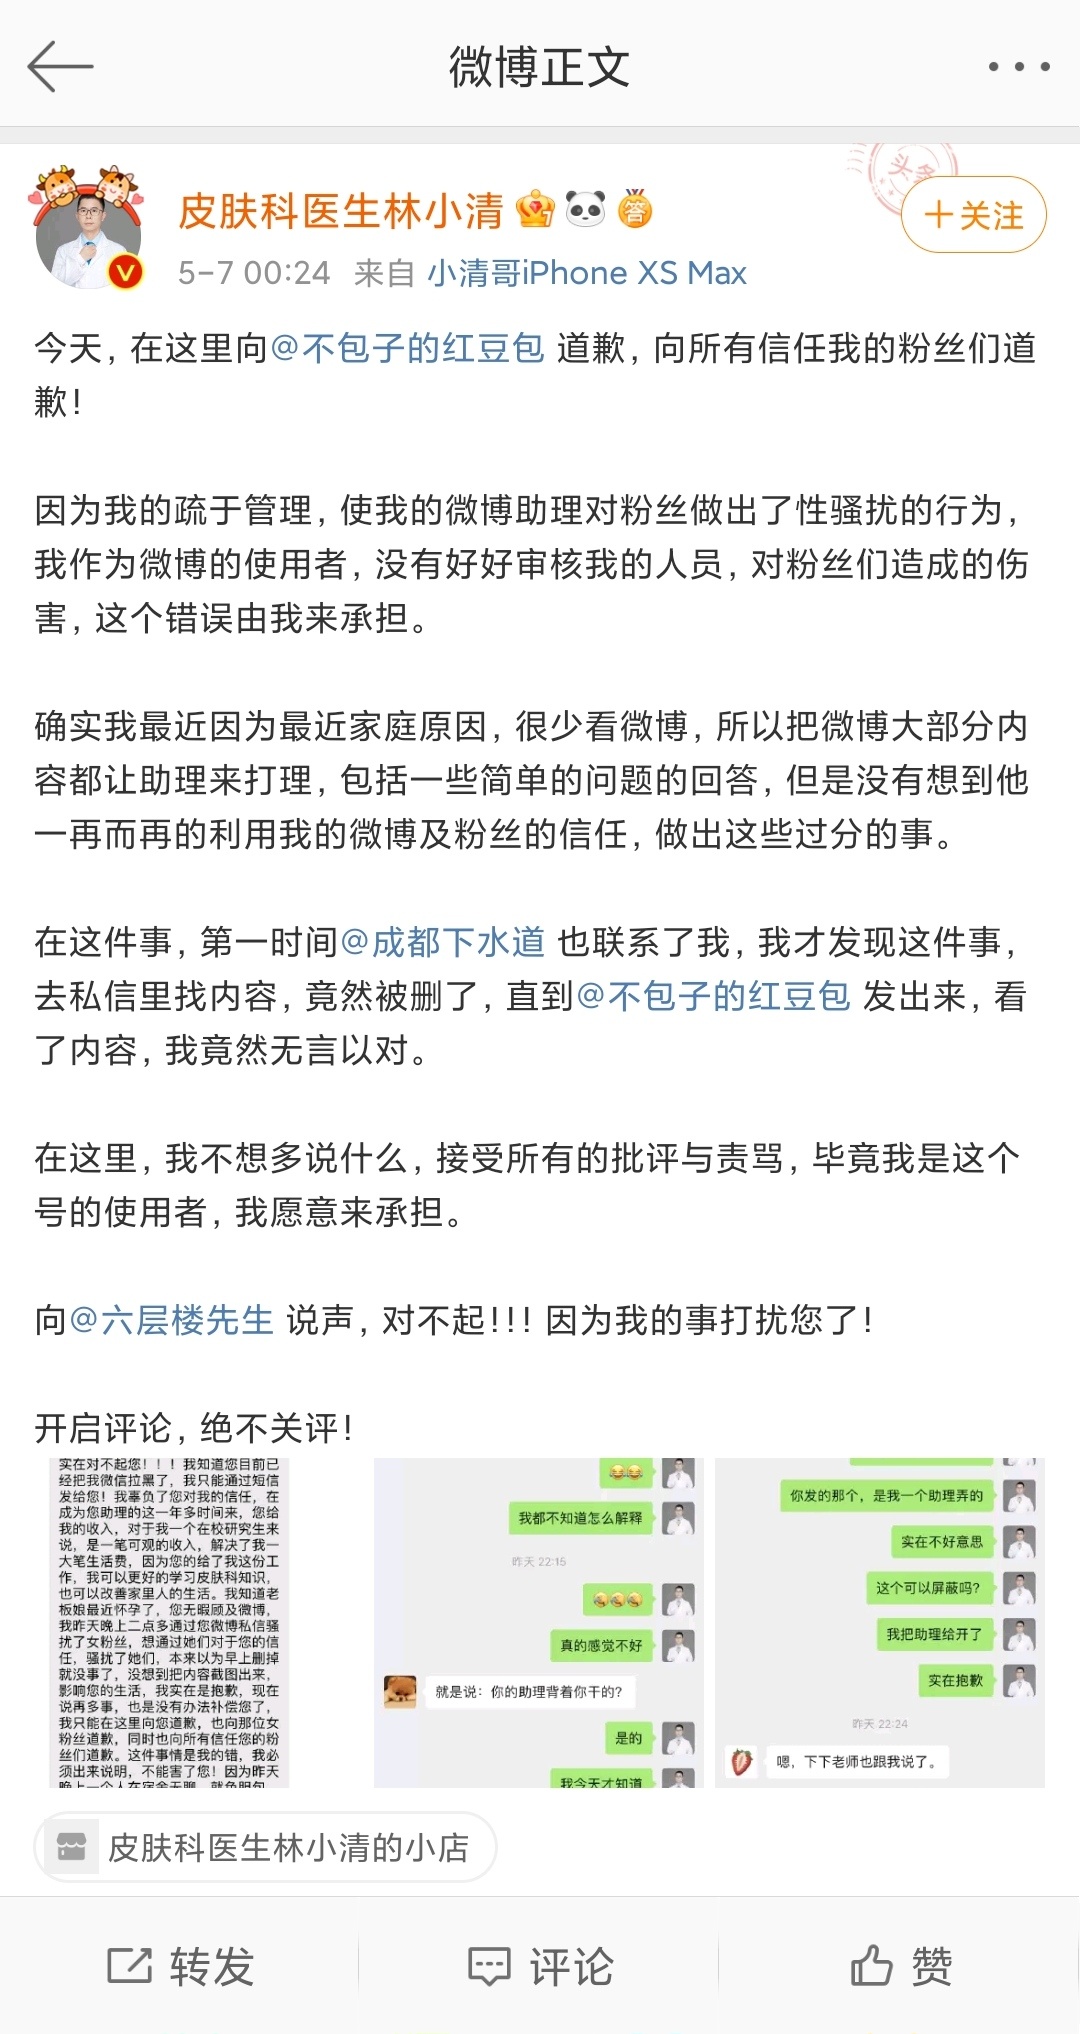 微博正文
头条
皮肤科医生林小清
答
+关注
V
5-7 00:24 来自 小清哥iPhone XS Max
今天，在这里向@不包子的红豆包 道歉，向所有信任我的粉丝们道
歉！
因为我的疏于管理，使我的微博助理对粉丝做出了性骚扰的行为，
我作为微博的使用者，没有好好审核我的人员，对粉丝们造成的伤
害，这个错误由我来承担。
确实我最近因为最近家庭原因，很少看微博，所以把微博大部分内
容都让助理来打理，包括一些简单的问题的回答，但是没有想到他
一再而再的利用我的微博及粉丝的信任，做出这些过分的事。
在这件事，第一时间@成都下水道 也联系了我，我才发现这件事，
去私信里找内容，竟然被删了，直到@不包子的红豆包 发出来，看
了内容，我竟然无言以对。
在这里，我不想多说什么，接受所有的批评与责骂，毕竟我是这个
号的使用者，我愿意来承担。
向@六层楼先生 说声，对不起！！！因为我的事打扰您了！
开启评论，绝不关评！
实在对不起您！！！我知道您目前已
经把我微信拉黑了，我只能通过短信
发给您！我辜负了您对我的信任，在
成为您助理的这一年多时间来，您给
我的收入，对于我一个在校研究生来
说，是一笔可观的收入，解决了我一
大笔生活费，因为您的给了我这份工
作，我可以更好的学习皮肤科知识，
也可以改善家里人的生活。我知道老
板娘最近怀孕了，您无暇顾及微博，
我昨天晚上二点多通过您微博私信骚
扰了女粉丝，想通过她们对于您的信
任，骚扰了她们，本来以为早上删掉
就没事了，没想到把内容截图出来，
影响您的生活，我实在是抱歉，现在
说再多事，也是没有办法补偿您了，
我只能在这里向您道歉，也向那位女
粉丝道歉，同时也向所有信任您的粉
丝们道歉。这件事情是我的错，我必
须出来说明，不能害了您！因为昨天
晚上一个人在宿舍无聊，就色胆包
我都不知道怎么解释
昨天 22:15
真的感觉不好
就是说：你的助理背着你干的？
是的
我今天才知道
你发的那个，是我一个助理弄的
实在不好意思
这个可以屏蔽吗？
我把助理给开了
实在抱歉
昨天 22:24
嗯，下下老师也跟我说了。
皮肤科医生林小清的小店
转发
评论
赞